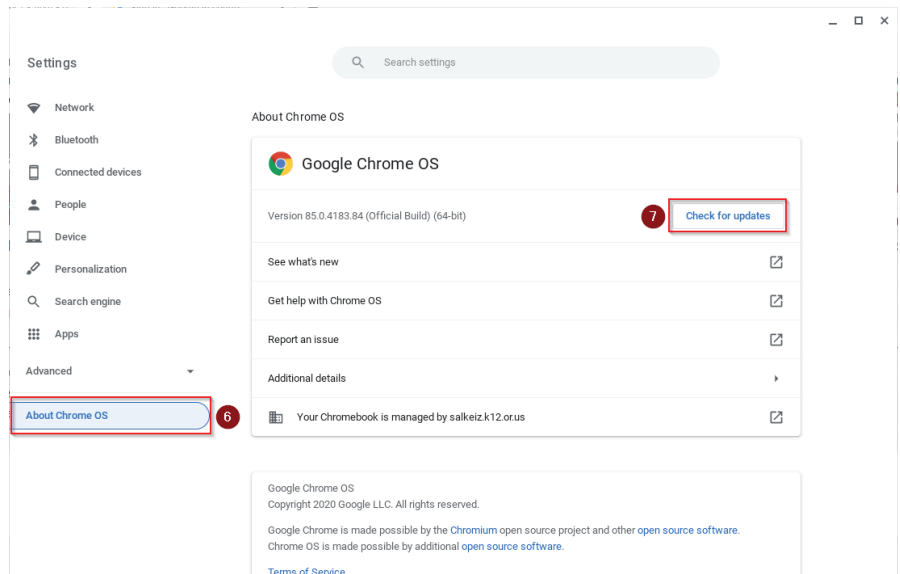 Settings
Search settings
Network
Bluetooth
Connected devices
People
Device
Personalization
Search engine
Apps
Advanced
About Chrome OS
6
About Chrome OS
Google Chrome OS
Version 85.0.4183.84 (Official Build) (64-bit)
7
Check for updates
See what's new
Get help with Chrome OS
Report an issue
Additional details
Your Chromebook is managed by salkeiz.k12.or.us
Google Chrome OS
Copyright 2020 Google LLC. All rights reserved.
Google Chrome is made possible by the Chromium open source project and other open source software.
Chrome OS is made possible by additional open source software.
Terms of Service